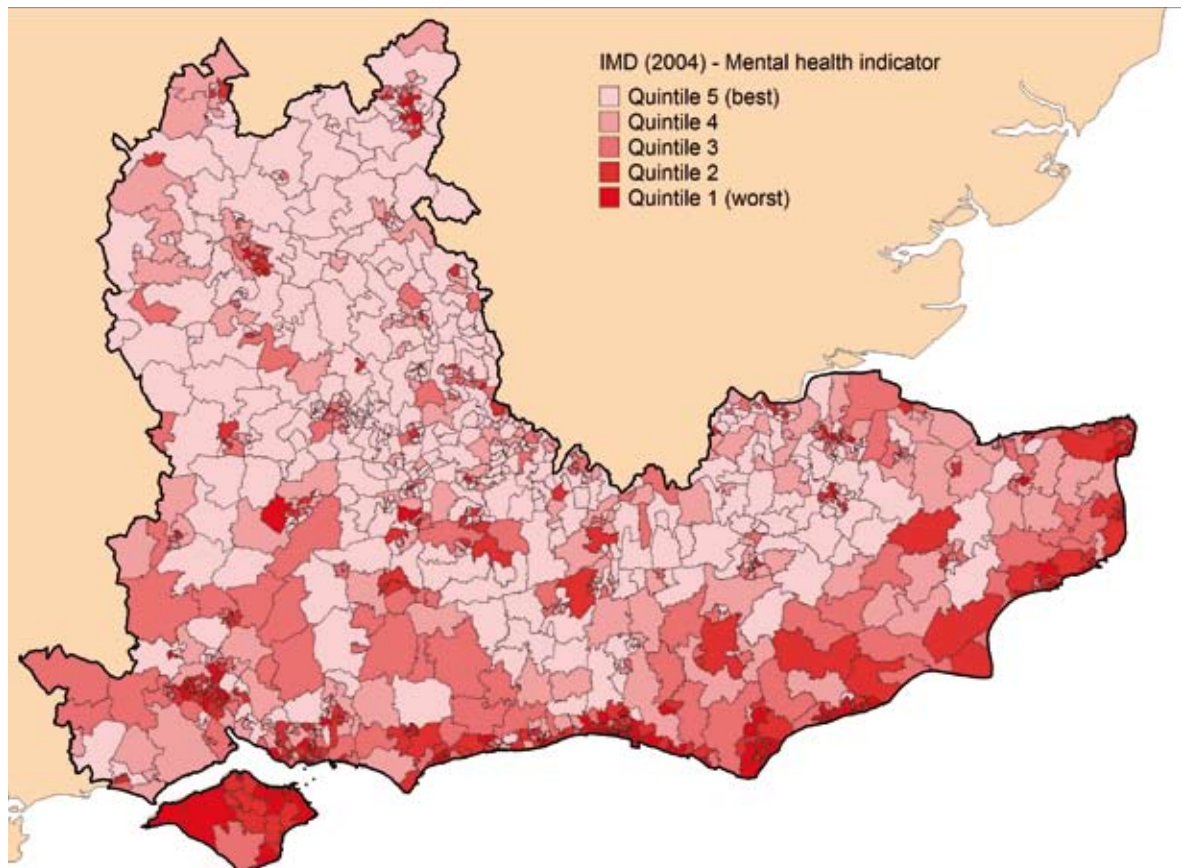 IMD (2004) - Mental health indicator
Quintile 5 (best)
Quintile 4
Quintile 3
Quintile 2
Quintile 1 (worst)